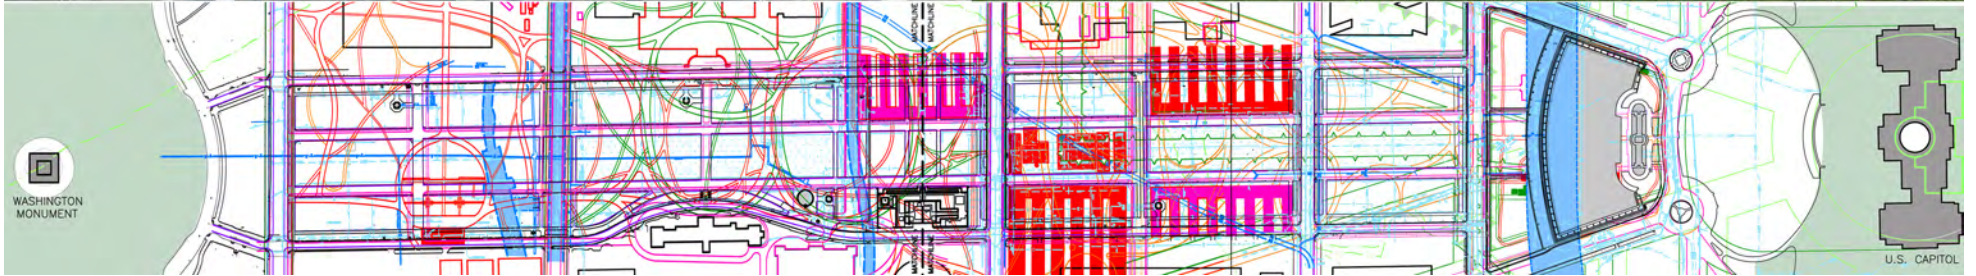 MATCHLINE
MATCHLINE
WASHINGTON
MONUMENT
MATCHLINE
MATCHLINE
U.S. CAPITOL